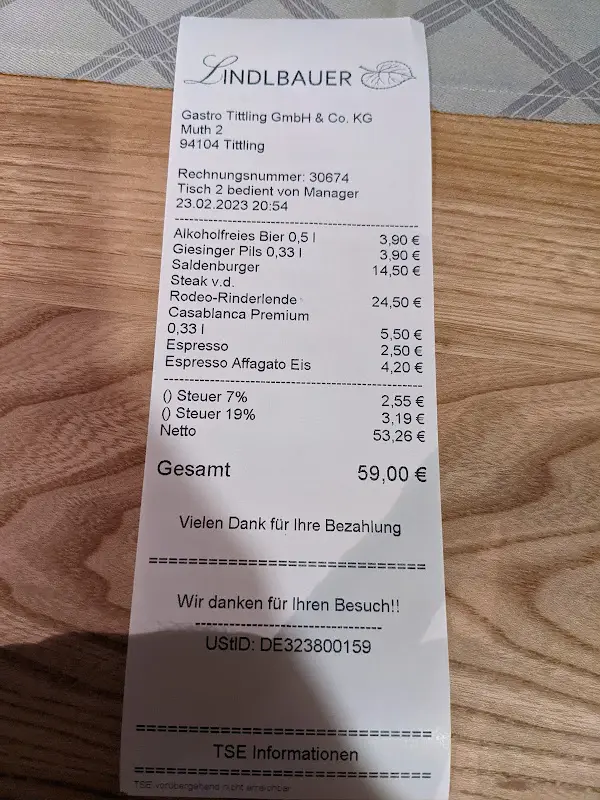 LINDLBAUER
Gastro Tittling GmbH & Co. KG
Muth 2
94104 Tittling
Rechnungsnummer: 30674
Tisch 2 bedient von Manager
23.02.2023 20:54
Alkoholfreies Bier 0,5 l 3,90 €
Giesinger Pils 0,33 l 3,90 €
Saldenburger 14,50 €
Steak v.d.
Rodeo-Rinderlende 24,50 €
Casablanca Premium
0,33 l 5,50 €
Espresso 2,50 €
Espresso Affagato Eis 4,20 €
() Steuer 7% 2,55 €
() Steuer 19% 3,19 €
Netto 53,26 €
Gesamt 59,00 €
Vielen Dank für Ihre Bezahlung
Wir danken für Ihren Besuch!!
UStID: DE323800159
TSE Informationen
TSE vorübergehend nicht erreichbar